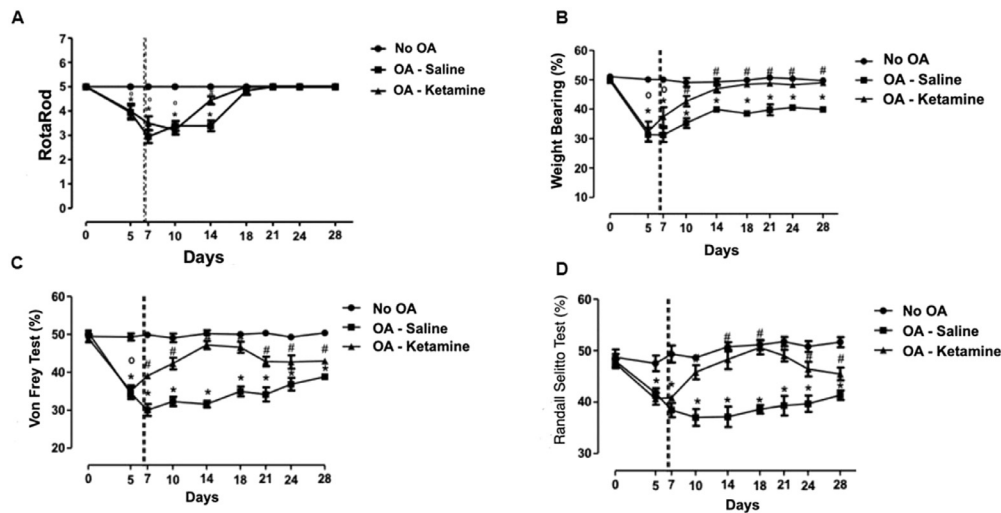 A
7
6
5
4
3
2
1
0
RotaRod
0 5 7 10 14 18 21 24 28
Days
No OA
OA - Saline
OA - Ketamine
* * * *
° ° °
B
60
50
40
30
20
10
Weight Bearing (%)
0 5 7 10 14 18 21 24 28
Days
No OA
OA - Saline
OA - Ketamine
# # # # # #
o o
* * * * * * * *
C
60
50
40
30
20
Von Frey Test (%)
0 5 7 10 14 18 21 24 28
Days
No OA
OA - Saline
OA - Ketamine
o
# # # # #
* * * * * * * *
D
60
50
40
30
Randall Selitto Test (%)
0 5 7 10 14 18 21 24 28
Days
No OA
OA - Saline
OA - Ketamine
# # # #
* * * * * * * *